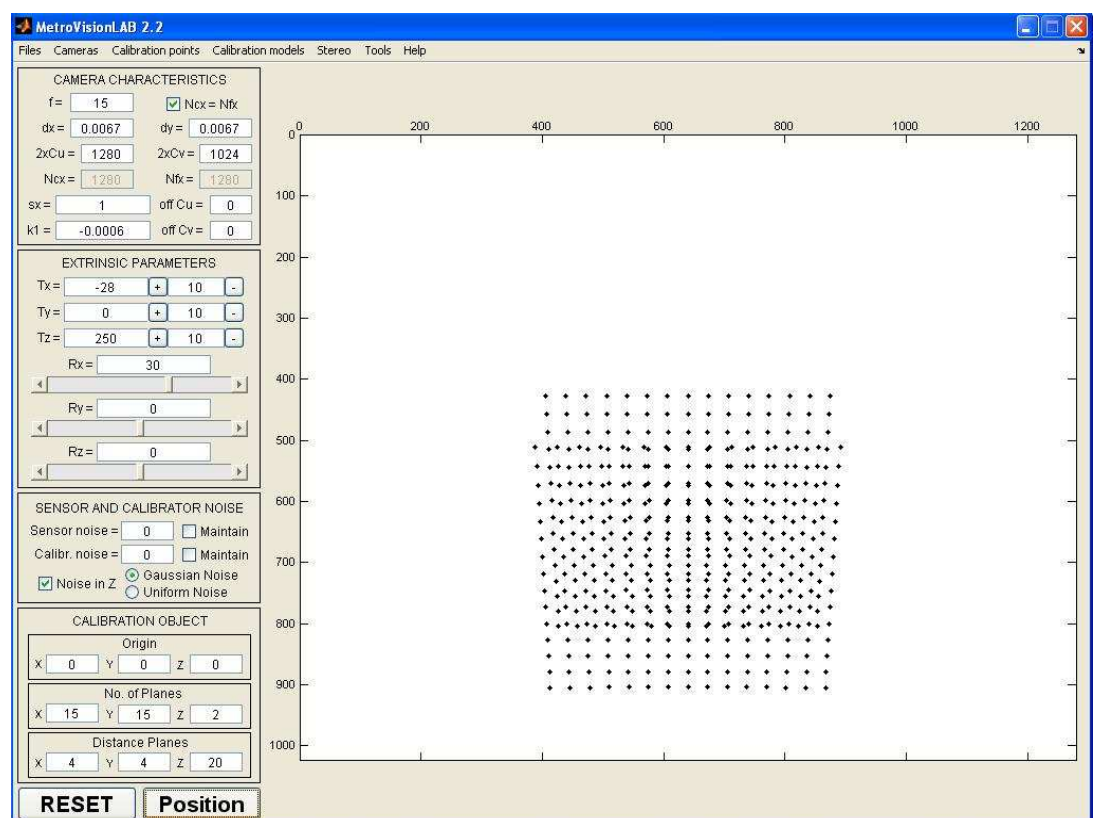 MetroVisionLAB 2.2
Files Cameras Calibration points Calibration models Stereo Tools Help
CAMERA CHARACTERISTICS
f = 15 Ncx = Nfx
dx = 0.0067 dy = 0.0067
2xCu = 1280 2xCv = 1024
Ncx = 1280 Nfx = 1280
sx = 1 off Cu = 0
k1 = -0.0006 off Cv = 0
EXTRINSIC PARAMETERS
Tx = -28 + 10 -
Ty = 0 + 10 -
Tz = 250 + 10 -
Rx = 30
Ry = 0
Rz = 0
SENSOR AND CALIBRATOR NOISE
Sensor noise = 0 Maintain
Calibr. noise = 0 Maintain
Noise in Z Gaussian Noise
Uniform Noise
CALIBRATION OBJECT
Origin
X 0 Y 0 Z 0
No. of Planes
X 15 Y 15 Z 2
Distance Planes
X 4 Y 4 Z 20
RESET Position
0 200 400 600 800 1000 1200
0
100
200
300
400
500
600
700
800
900
1000